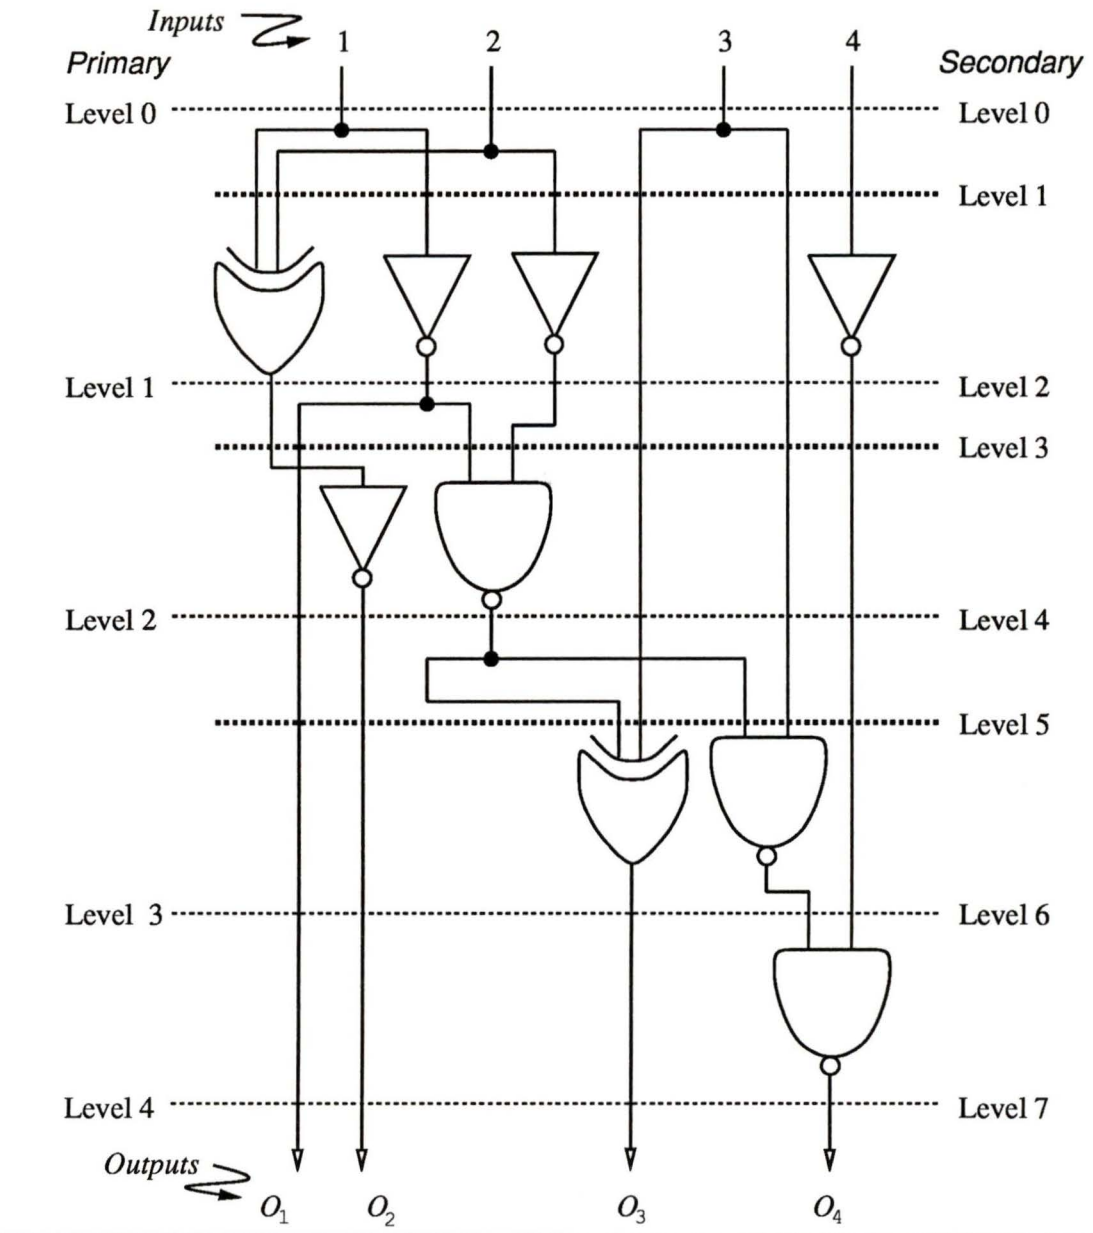 Inputs
1 2 3 4
Primary Secondary
Level 0 Level 0
Level 1
Level 1 Level 2
Level 3
Level 2 Level 4
Level 5
Level 3 Level 6
Level 4 Level 7
Outputs
O1 O2 O3 O4